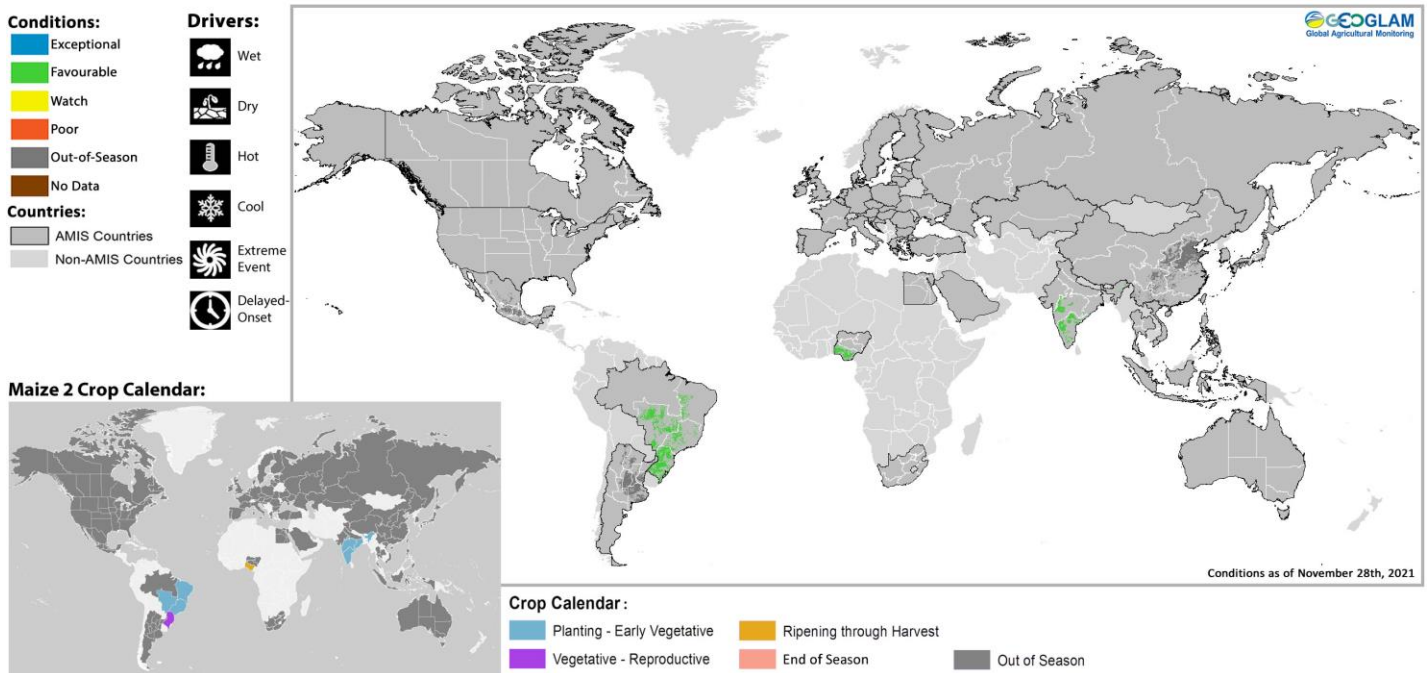 Conditions:
Exceptional
Favourable
Watch
Poor
Out-of-Season
No Data
Countries:
AMIS Countries
Non-AMIS Countries
Drivers:
Wet
Dry
Hot
Cool
Extreme
Event
Delayed-
Onset
GEOGLAM
Global Agricultural Monitoring
Conditions as of November 28th, 2021
Maize 2 Crop Calendar:
Crop Calendar :
Planting - Early Vegetative
Vegetative - Reproductive
Ripening through Harvest
End of Season
Out of Season